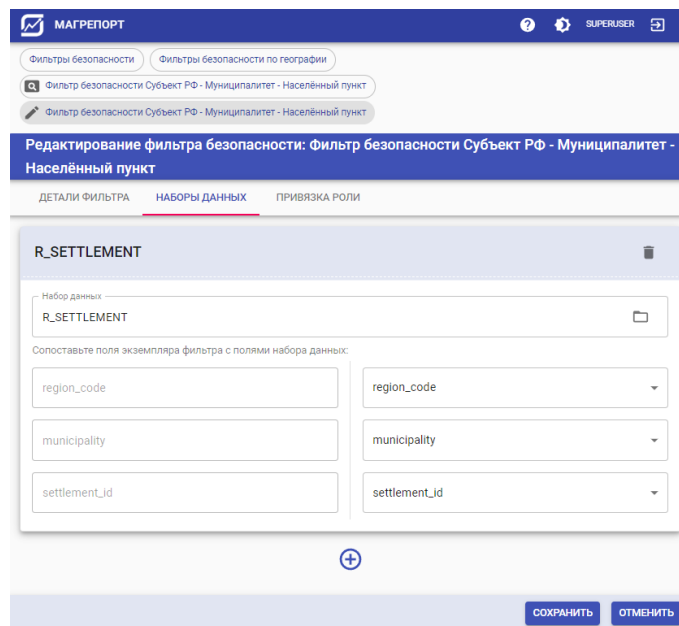 МАГРЕПОРТ
SUPERUSER
Фильтры безопасности
Фильтры безопасности по географии
Фильтр безопасности Субъект РФ - Муниципалитет - Населённый пункт
Фильтр безопасности Субъект РФ - Муниципалитет - Населённый пункт
Редактирование фильтра безопасности: Фильтр безопасности Субъект РФ - Муниципалитет -
Населённый пункт
ДЕТАЛИ ФИЛЬТРА НАБОРЫ ДАННЫХ ПРИВЯЗКА РОЛИ
R_SETTLEMENT
Набор данных
R_SETTLEMENT
Сопоставьте поля экземпляра фильтра с полями набора данных:
region_code region_code
municipality municipality
settlement_id settlement_id
СОХРАНИТЬ ОТМЕНИТЬ